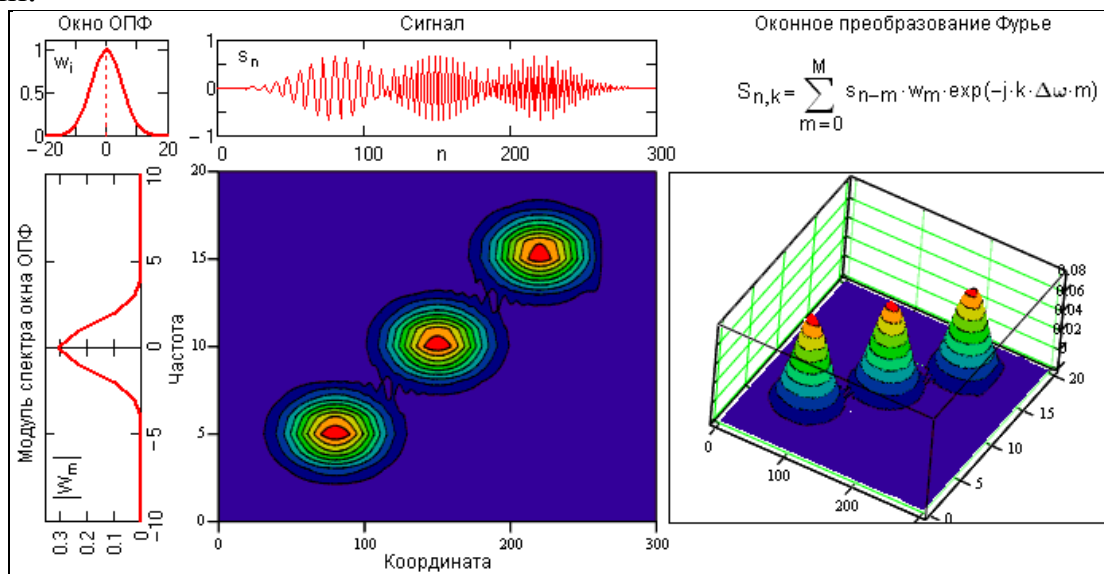 Окно ОПФ
w_i
1
0.5
0
−20 0 20
Сигнал
s_n
1
0
−1
0 100 n 200 300
Оконное преобразование Фурье
S_{n,k} = \sum_{m=0}^{M} s_{n-m} · w_m · exp(−j·k·Δω·m)
Модуль спектра окна ОПФ
|W_m|
10
5
0
−5
−10
0.3 0.2 0.1 0
Частота
20
15
10
5
0
0 100 200 300
Координата
0.08
0.06
0.04
0.02
0
20
15
10
5
0
0
100
200